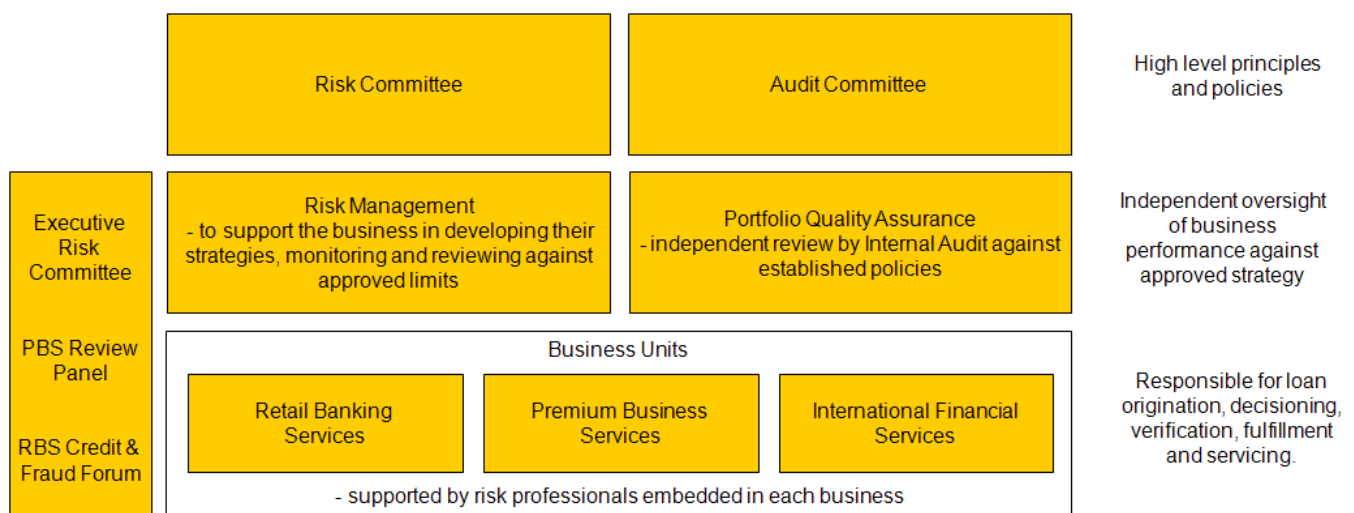 Risk Committee
Audit Committee
High level principles
and policies
Executive
Risk
Committee
PBS Review
Panel
RBS Credit &
Fraud Forum
Risk Management
- to support the business in developing their
strategies, monitoring and reviewing against
approved limits
Portfolio Quality Assurance
- independent review by Internal Audit against
established policies
Independent oversight
of business
performance against
approved strategy
Business Units
Retail Banking
Services
Premium Business
Services
International Financial
Services
- supported by risk professionals embedded in each business
Responsible for loan
origination, decisioning,
verification, fulfillment
and servicing.